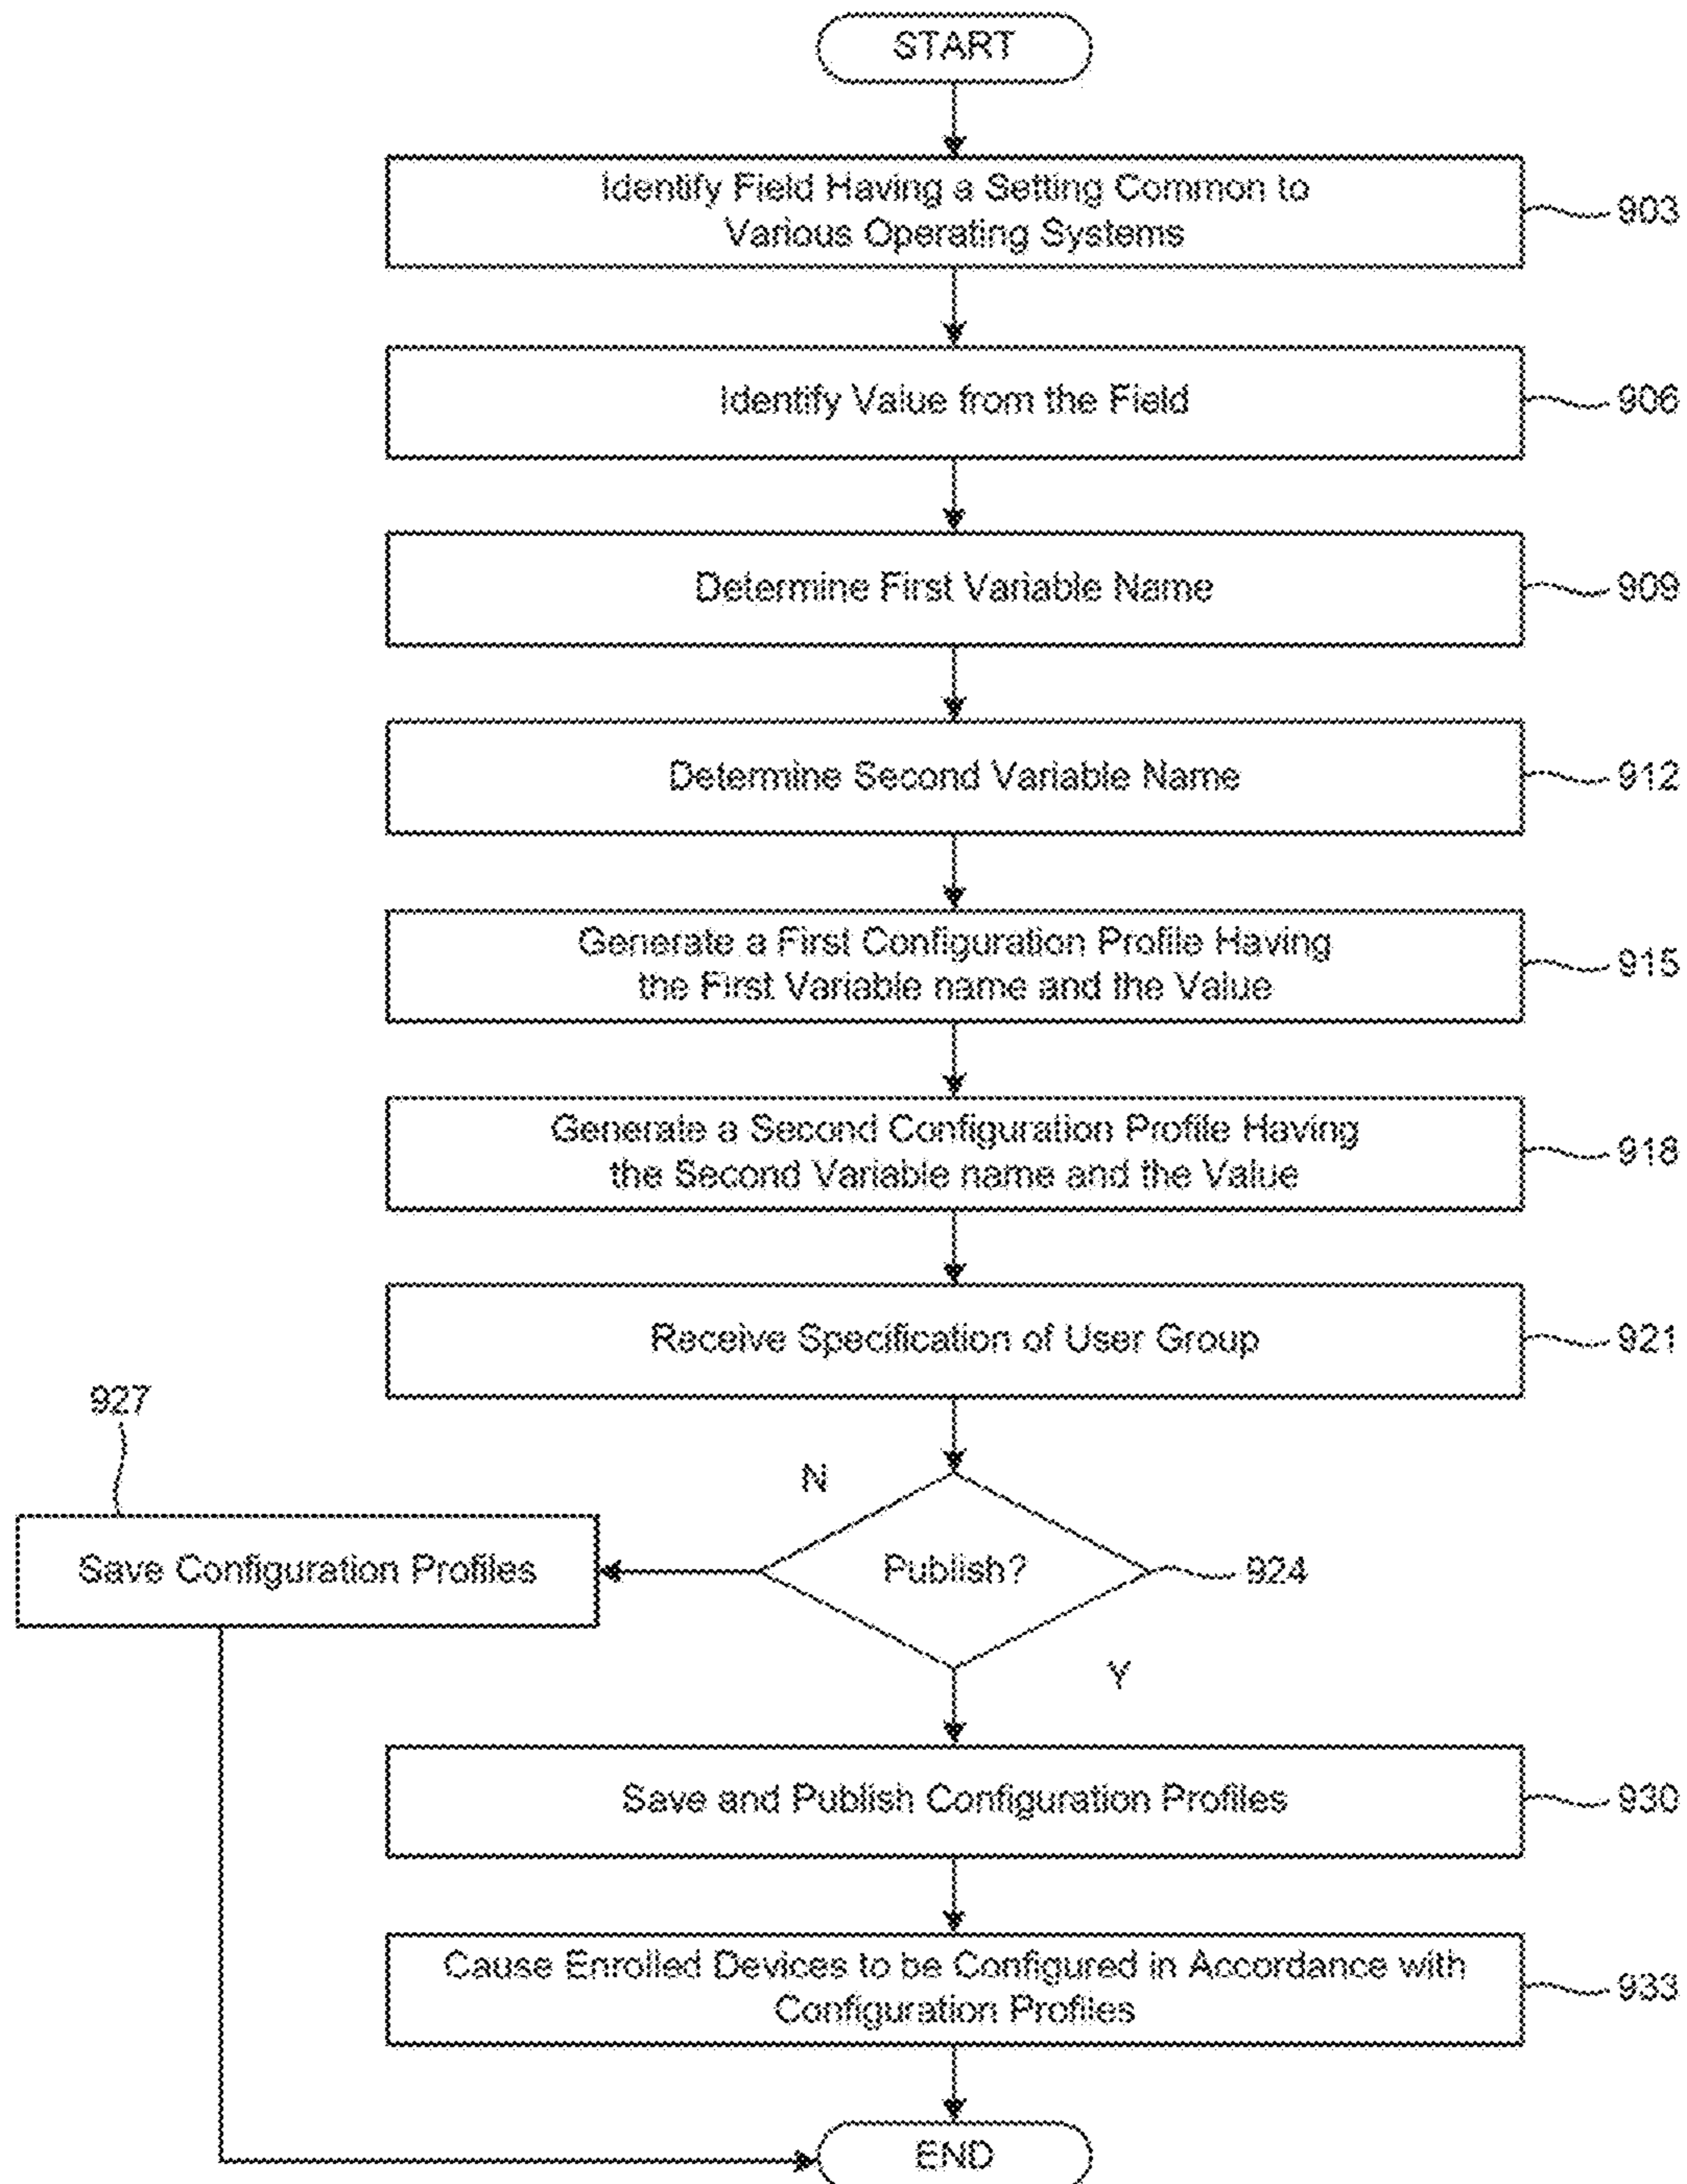 START
Identify Field Having a Setting Common to
Various Operating Systems
903
Identify Value from the Field
906
Determine First Variable Name
909
Determine Second Variable Name
912
Generate a First Configuration Profile Having
the First Variable name and the Value
915
Generate a Second Configuration Profile Having
the Second Variable name and the Value
918
Receive Specification of User Group
921
927
N
Save Configuration Profiles
Publish?
924
Y
Save and Publish Configuration Profiles
930
Cause Enrolled Devices to be Configured in Accordance with
Configuration Profiles
933
END